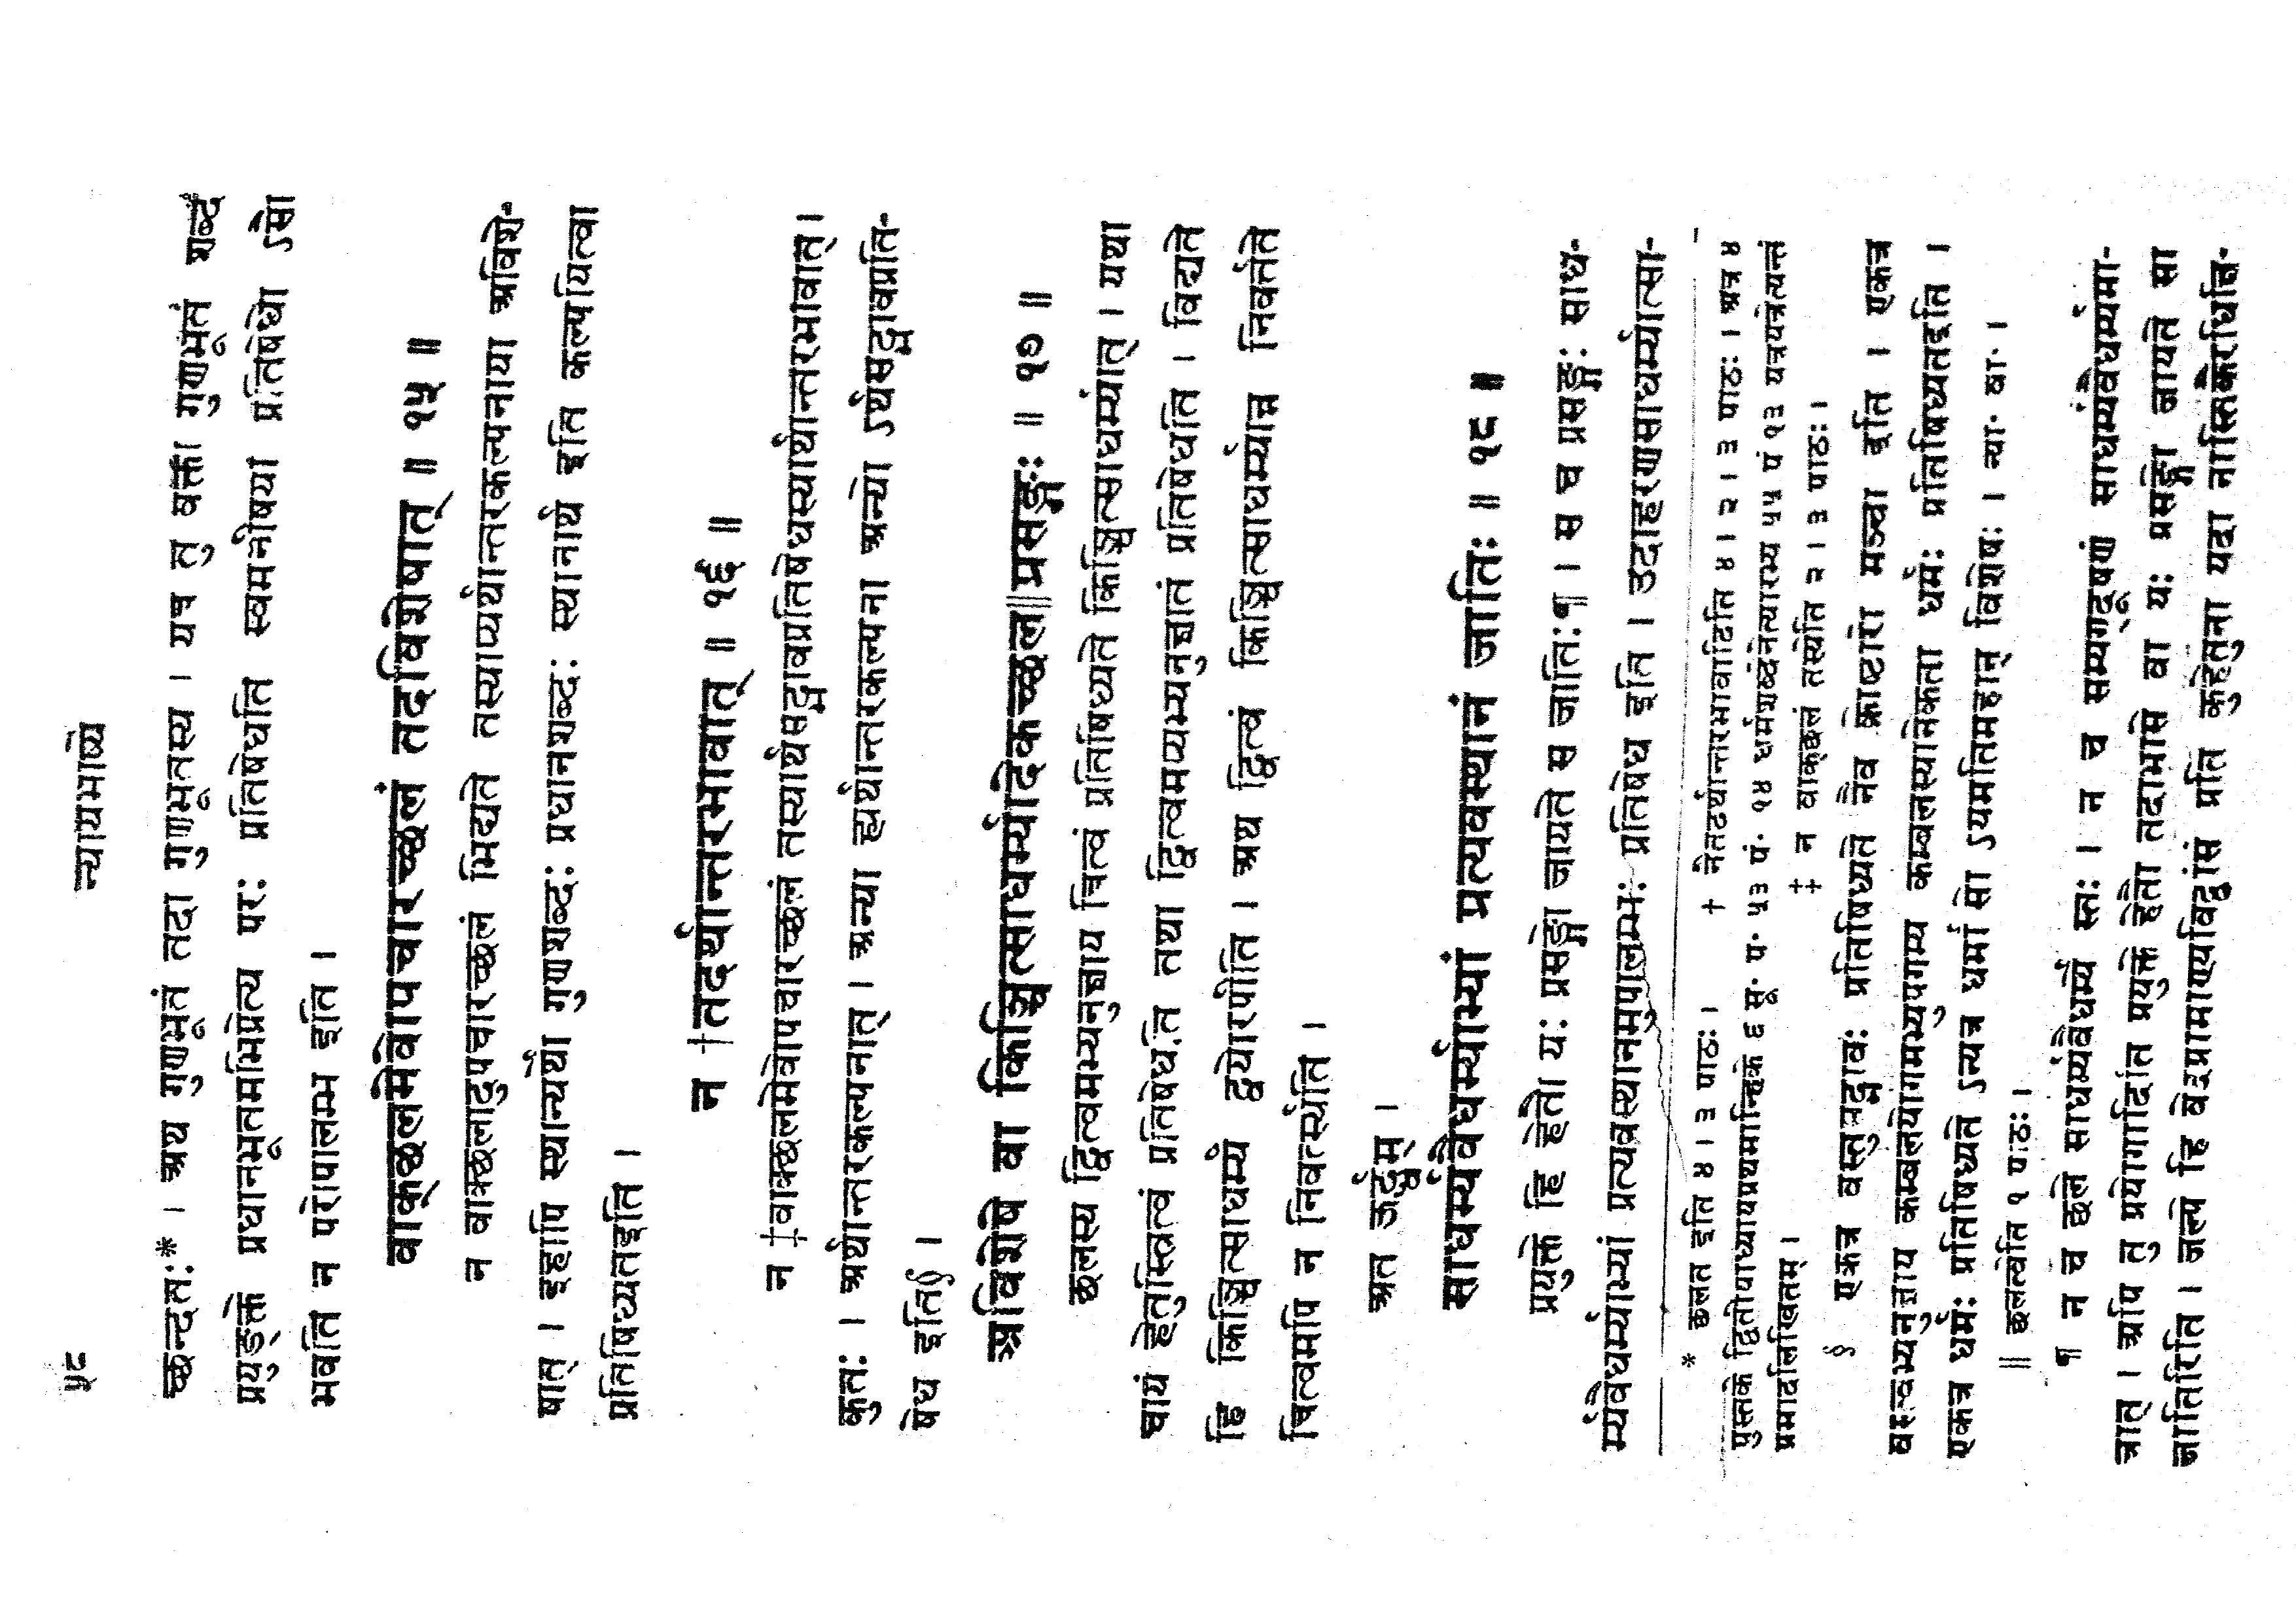 ५८
न्यायभाष्ये
च्छन्दतः* । अथ गुणभूतं तदा गुणभूतस्य । यत्र तु वक्ता गुणभूतं शब्दं
प्रयुङ्क्ते प्रधानभूतमभिप्रेत्य परः प्रतिषेधति स्वमनीषया प्रतिषेधो ऽसौ
भवति न परोपालम्भ इति ।
वाक्छलमेवोपचारच्छलं तदविशेषात् ॥ १५ ॥
न वाक्छलादुपचारच्छलं भिद्यते तस्याप्यर्थान्तरकल्पनाया अविशे-
षात् । इहापि स्थान्यर्थो गुणशब्दः प्रधानशब्दः स्थानार्थ इति कल्पयित्वा
प्रतिषिध्यतइति ।
न †तदर्थान्तरभावात् ॥ १६ ॥
न ‡वाक्छलमेवोपचारच्छलं तस्यार्थसद्भावप्रतिषेधस्यार्थान्तरभावात् ।
कुतः । अर्थान्तरकल्पनात् । अन्या ह्यर्थान्तरकल्पना अन्यो ऽर्थसद्भावप्रति-
षेध इति§ ।
अविशेषे वा किञ्चित्साधर्म्यादेकच्छल॥प्रसङ्गः ॥ १७ ॥
छलस्य द्वित्वमभ्यनुज्ञाय त्रित्वं प्रतिषिध्यते किञ्चित्साधर्म्यात् । यथा
चायं हेतुस्त्रित्वं प्रतिषेधति तथा द्वित्वमप्यभ्यनुज्ञातं प्रतिषेधति । विद्यते
हि किञ्चित्साधर्म्यं द्वयोरपीति । अथ द्वित्वं किञ्चित्साधर्म्यान्न निवर्त्तते
त्रित्वमपि न निवर्त्स्यति ।
अत ऊर्द्ध्वम् ।
साधर्म्यवैधर्म्याभ्यां प्रत्यवस्थानं जातिः ॥ १८ ॥
प्रयुक्ते हि हेतौ यः प्रसङ्गो जायते स जातिः¶ । स च प्रसङ्गः साध-
र्म्यवैधर्म्याभ्यां प्रत्यवस्थानमुपालम्भः प्रतिषेध इति । उदाहरणसाधर्म्यात्सा-
* छलत इति ४ । ३ पाठः । † नैतदर्थान्तरभावादिति ४ । २ । ३ पाठः । अत्र ४
पुस्तके द्वितीयाध्यायप्रथमान्हिके ६ सू॰ प॰ ५३ पं॰ १४ धर्मशब्देनेत्यारभ्य ५५ पं १३ यत्रयत्रेत्यन्तं
प्रमादलिखितम् । ‡ न वाक्छलं तस्येति २ । ३ पाठः ।
§ एकत्र वस्तुसद्भावः प्रतिषिध्यते नैव क्रोष्टारो मञ्चा इति । एकत्र
वस्त्वभ्यनुज्ञाय कम्बलयोगमभ्युपगम्य कम्बलस्यानेकता धर्मः प्रतिषिध्यतइति ।
एकत्र धर्मः प्रतिषिध्यते ऽन्यत्र धर्मी सो ऽयमतिमहान् विशेषः । न्या॰ वा॰ ।
॥ छलत्वेति १ पाठः ।
¶ न च छले साधर्म्यवैधर्म्ये स्तः । न च सम्यग्दूषणं साधर्म्यवैधर्म्यमा-
त्रात् । अपि तु प्रयोगादिति प्रयुक्ते हेतौ तदाभासे वा यः प्रसङ्गो जायते सा
जातिरिति । जल्पे हि वेदप्रामाण्यविद्वांसं प्रति कुहेतुना यदा नास्तिकैरधिक्षि-